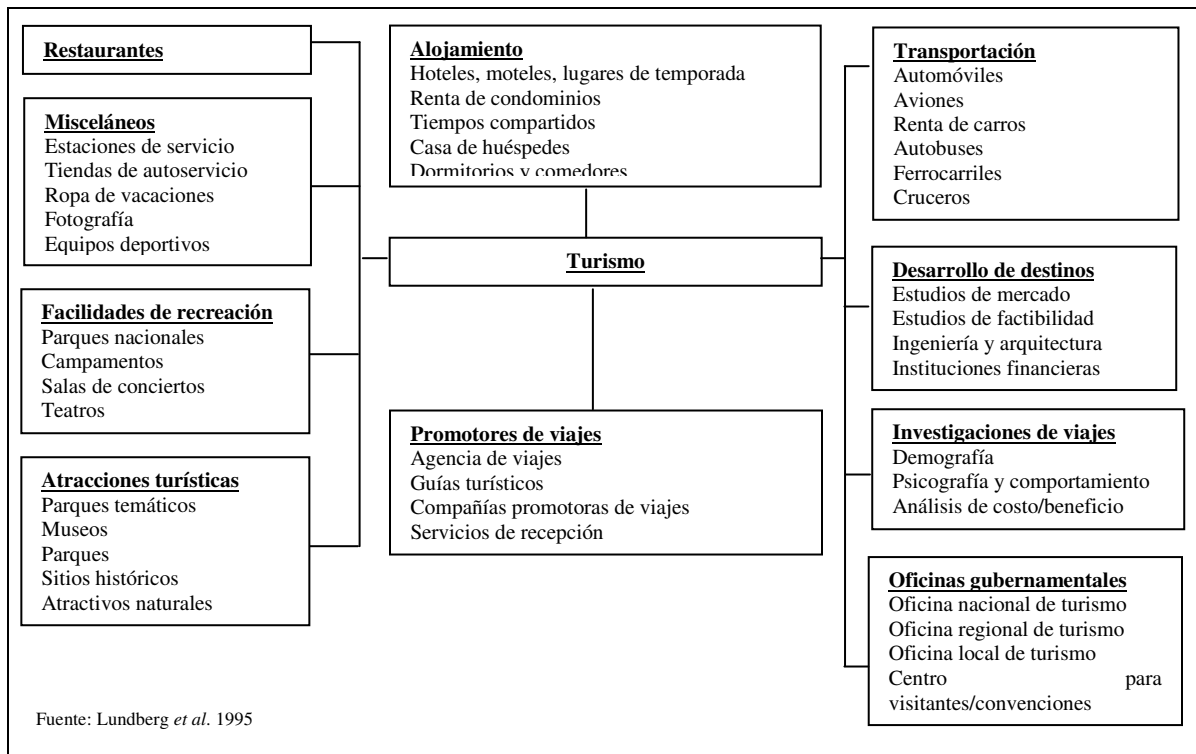 Restaurantes
Misceláneos
Estaciones de servicio
Tiendas de autoservicio
Ropa de vacaciones
Fotografía
Equipos deportivos
Facilidades de recreación
Parques nacionales
Campamentos
Salas de conciertos
Teatros
Atracciones turísticas
Parques temáticos
Museos
Parques
Sitios históricos
Atractivos naturales
Alojamiento
Hoteles, moteles, lugares de temporada
Renta de condominios
Tiempos compartidos
Casa de huéspedes
Dormitorios y comedores
Turismo
Promotores de viajes
Agencia de viajes
Guías turísticos
Compañías promotoras de viajes
Servicios de recepción
Transportación
Automóviles
Aviones
Renta de carros
Autobuses
Ferrocarriles
Cruceros
Desarrollo de destinos
Estudios de mercado
Estudios de factibilidad
Ingeniería y arquitectura
Instituciones financieras
Investigaciones de viajes
Demografía
Psicografía y comportamiento
Análisis de costo/beneficio
Oficinas gubernamentales
Oficina nacional de turismo
Oficina regional de turismo
Oficina local de turismo
Centro para
visitantes/convenciones
Fuente: Lundberg et al. 1995